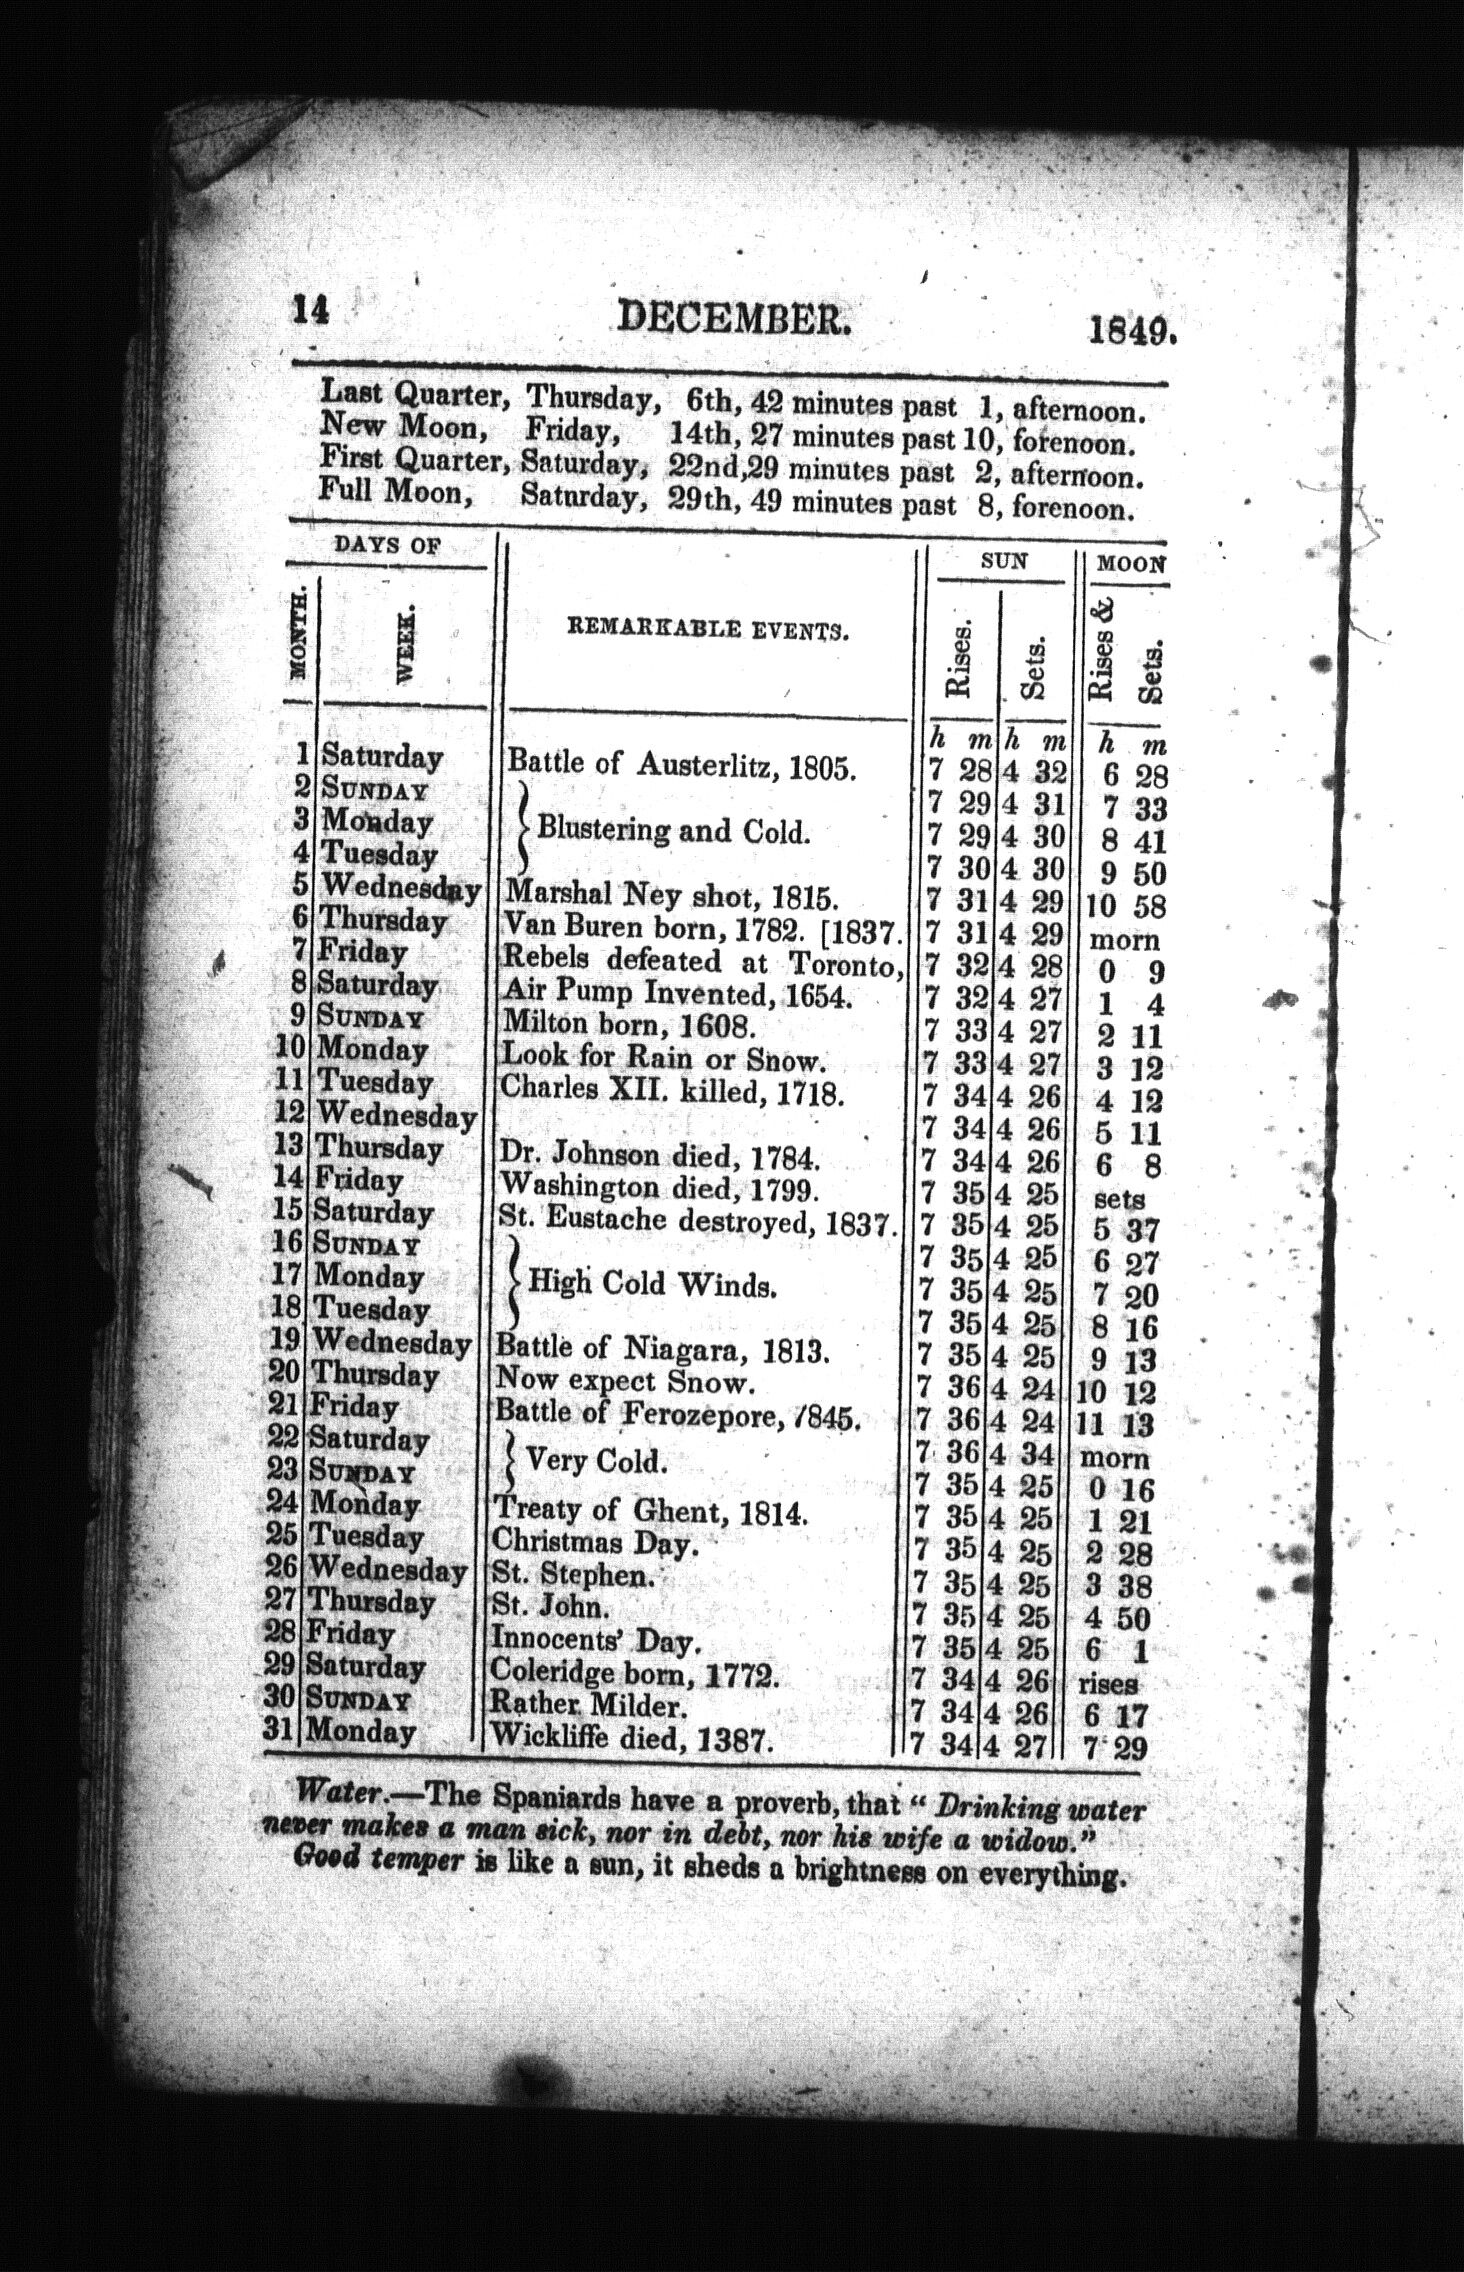 14 DECEMBER. 1849.
Last Quarter, Thursday, 6th, 42 minutes past 1, afternoon.
New Moon, Friday, 14th, 27 minutes past 10, forenoon.
First Quarter, Saturday, 22nd, 29 minutes past 2, afternoon.
Full Moon, Satnrday, 29th, 49 minutes past 8, forenoon.
DAYS OF SUN MOON
MONTH. WEEK. REMARKABLE EVENTS. Rises. Sets. Rises & Sets.
h m h m h m
1 Saturday Battle of Austerlitz, 1805. 7 28 4 32 6 28
2 SUNDAY 7 29 4 31 7 33
3 Monday } Blustering and Cold. 7 29 4 30 8 41
4 Tuesday 7 30 4 30 9 50
5 Wednesday Marshal Ney shot, 1815. 7 31 4 29 10 58
6 Thursday Van Buren born, 1782. [1837. 7 31 4 29 morn
7 Friday Rebels defeated at Toronto, 7 32 4 28 0 9
8 Saturday Air Pump Invented, 1654. 7 32 4 27 1 4
9 SUNDAY Milton born, 1608. 7 33 4 27 2 11
10 Monday Look for Rain or Snow. 7 33 4 27 3 12
11 Tuesday Charles XII. killed, 1718. 7 34 4 26 4 12
12 Wednesday 7 34 4 26 5 11
13 Thursday Dr. Johnson died, 1784. 7 34 4 26 6 8
14 Friday Washington died, 1799. 7 35 4 25 sets
15 Saturday St. Eustache destroyed, 1837. 7 35 4 25 5 37
16 SUNDAY 7 35 4 25 6 27
17 Monday } High Cold Winds. 7 35 4 25 7 20
18 Tuesday 7 35 4 25 8 16
19 Wednesday Battle of Niagara, 1813. 7 35 4 25 9 13
20 Thursday Now expect Snow. 7 36 4 24 10 12
21 Friday Battle of Ferozepore, 1845. 7 36 4 24 11 13
22 Saturday } Very Cold. 7 36 4 34 morn
23 SUNDAY 7 35 4 25 0 16
24 Monday Treaty of Ghent, 1814. 7 35 4 25 1 21
25 Tuesday Christmas Day. 7 35 4 25 2 28
26 Wednesday St. Stephen. 7 35 4 25 3 38
27 Thursday St. John. 7 35 4 25 4 50
28 Friday Innocents' Day. 7 35 4 25 6 1
29 Saturday Coleridge born, 1772. 7 34 4 26 rises
30 SUNDAY Rather Milder. 7 34 4 26 6 17
31 Monday Wickliffe died, 1387. 7 34 4 27 7 29
Water.—The Spaniards have a proverb, that "Drinking water
never makes a man sick, nor in debt, nor his wife a widow."
Good temper is like a sun, it sheds a brightness on everything.